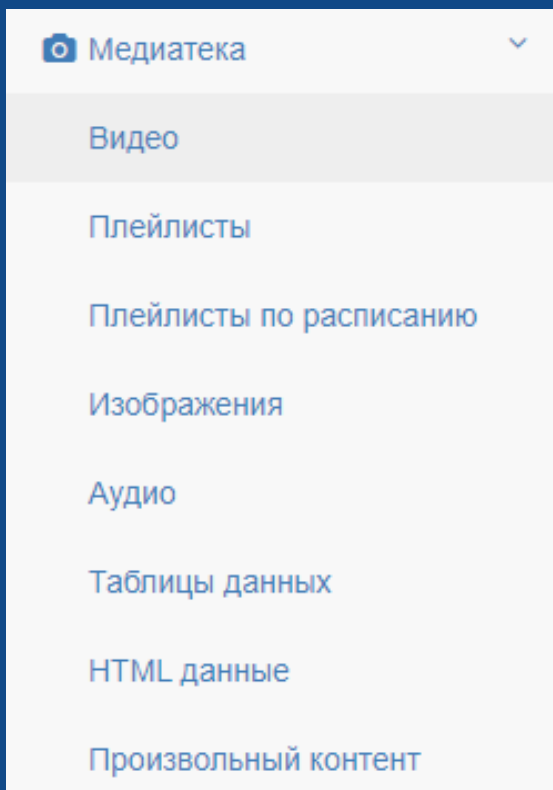 Медиатека
Видео
Плейлисты
Плейлисты по расписанию
Изображения
Аудио
Таблицы данных
HTML данные
Произвольный контент